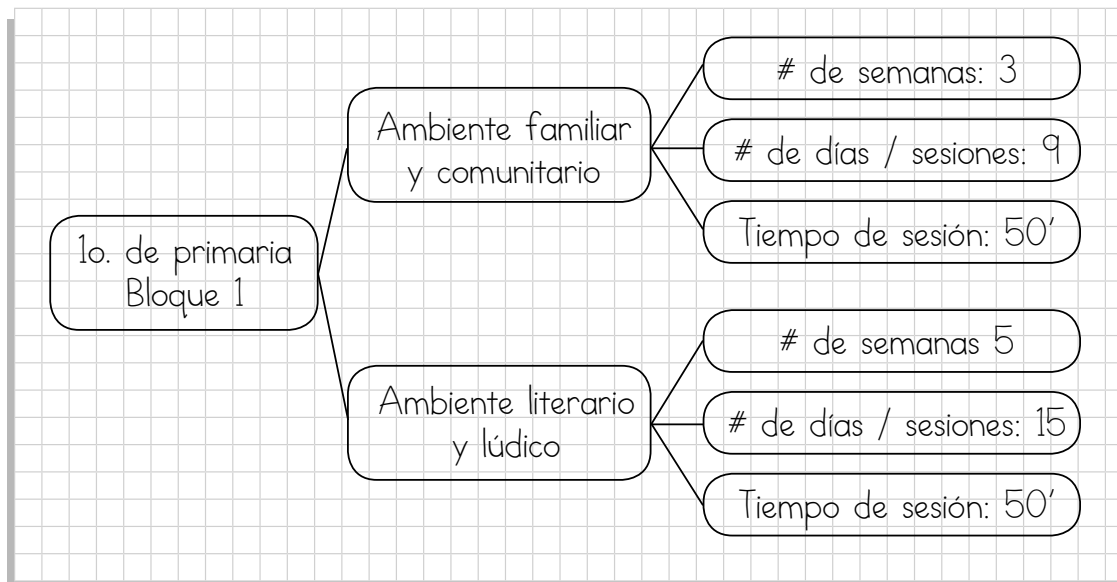 1o. de primaria
Bloque 1
Ambiente familiar
y comunitario
# de semanas: 3
# de días / sesiones: 9
Tiempo de sesión: 50'
Ambiente literario
y lúdico
# de semanas 5
# de días / sesiones: 15
Tiempo de sesión: 50'